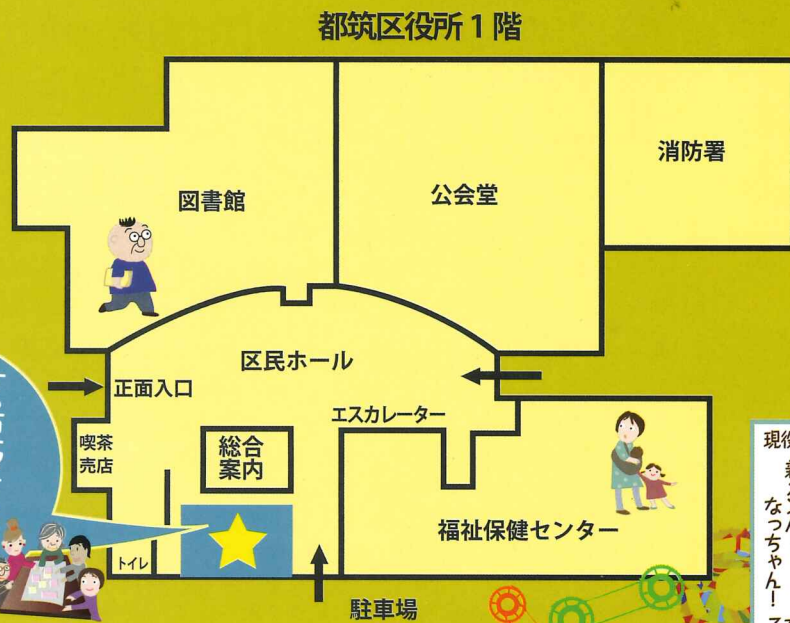 都筑区役所1階
図書館
公会堂
消防署
区民ホール
正面入口
エスカレーター
喫茶
売店
総合
案内
福祉保健センター
トイレ
駐車場
現役
なっちゃん!